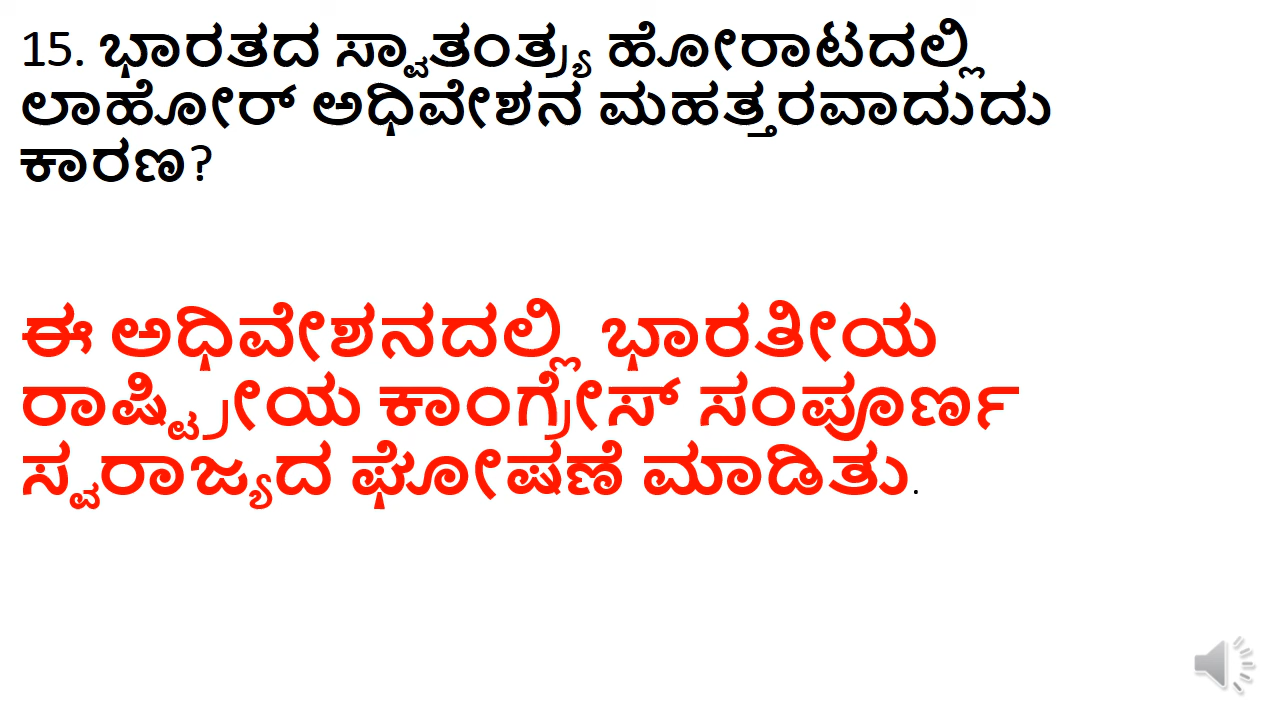 15. ಭಾರತದ ಸ್ವಾತಂತ್ರ್ಯ ಹೋರಾಟದಲ್ಲಿ
ಲಾಹೋರ್ ಅಧಿವೇಶನ ಮಹತ್ತರವಾದುದು
ಕಾರಣ?
ಈ ಅಧಿವೇಶನದಲ್ಲಿ ಭಾರತೀಯ
ರಾಷ್ಟ್ರೀಯ ಕಾಂಗ್ರೇಸ್ ಸಂಪೂರ್ಣ
ಸ್ವರಾಜ್ಯದ ಘೋಷಣೆ ಮಾಡಿತು.